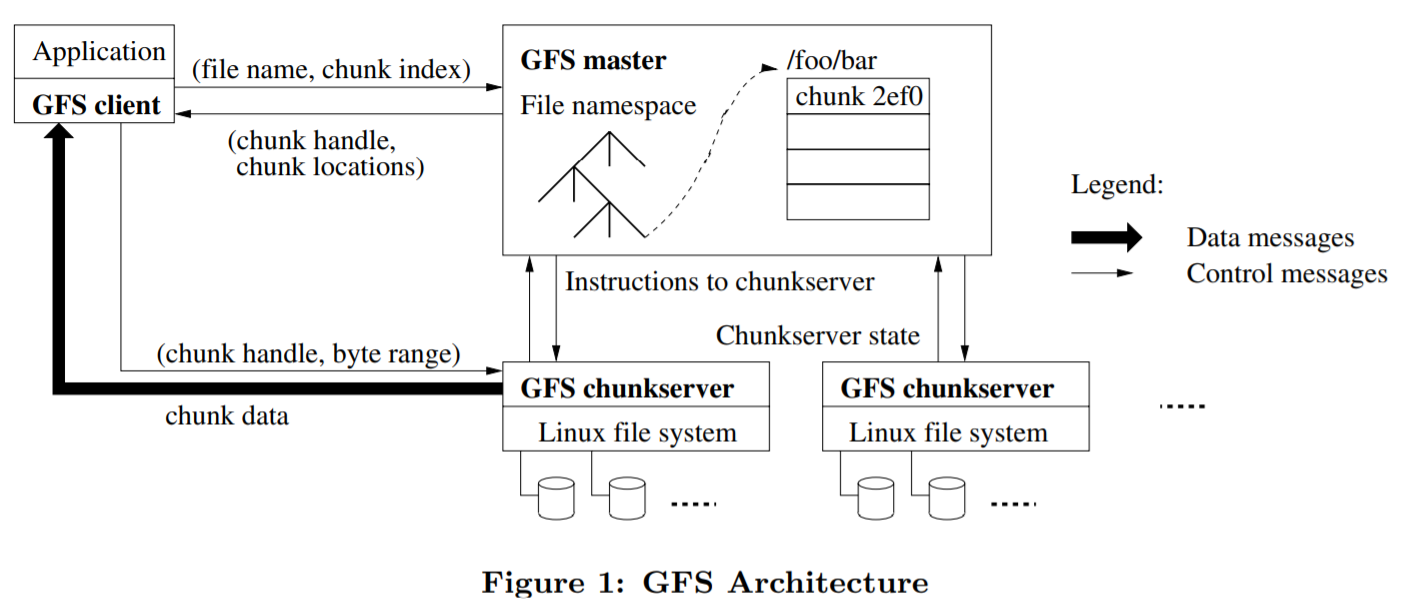 Application
GFS client
(file name, chunk index)
(chunk handle,
chunk locations)
GFS master
File namespace
/foo/bar
chunk 2ef0
Legend:
Data messages
Control messages
Instructions to chunkserver
Chunkserver state
(chunk handle, byte range)
chunk data
GFS chunkserver
Linux file system
GFS chunkserver
Linux file system
Figure 1: GFS Architecture